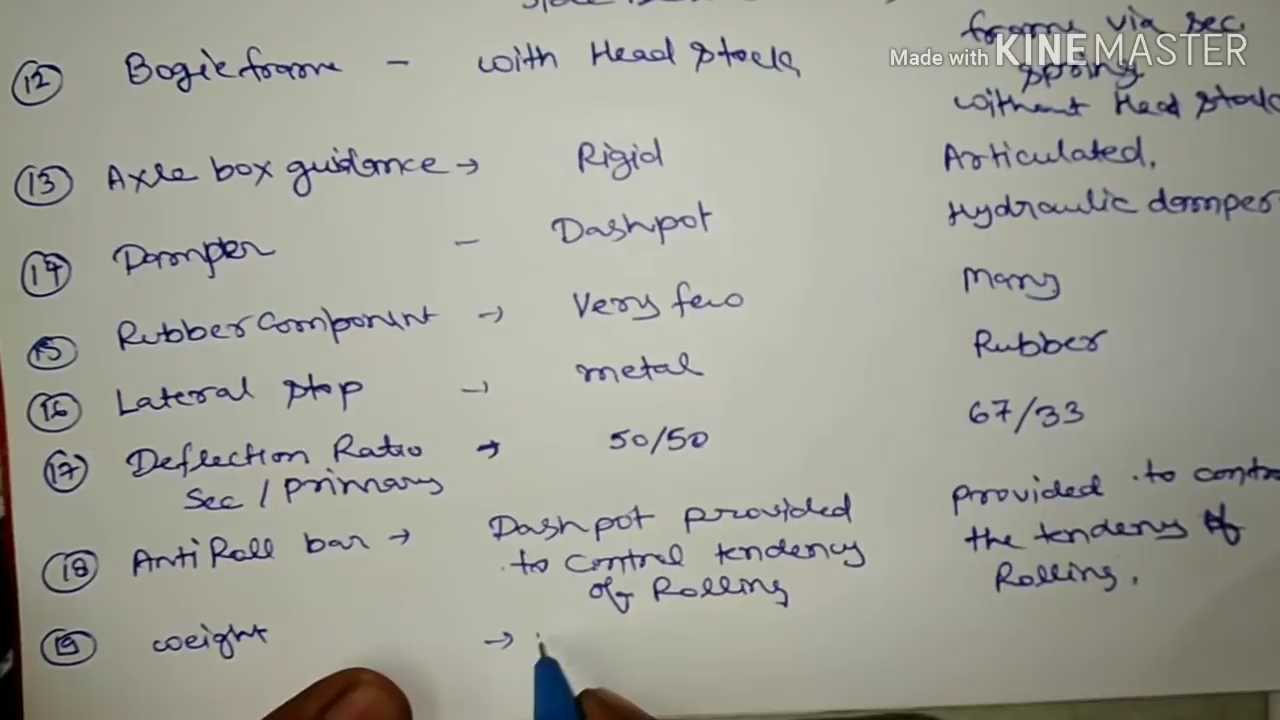 frame via sec
Made with KINEMASTER
(12) Bogie frame - with Head stock
spring
without Head stock
(13) Axle box guidance → Rigid Articulated.
(14) Damper - Dashpot Hydraulic damper
(15) Rubber Component → Very few Many
(16) Lateral stop → metal Rubber
(17) Deflection Ratio → 50/50 67/33
Sec / primary
(18) Anti Roll bar → Dashpot provided provided to contro
to control tendency the tendeny of
of Rolling Rolling.
(19) weight →